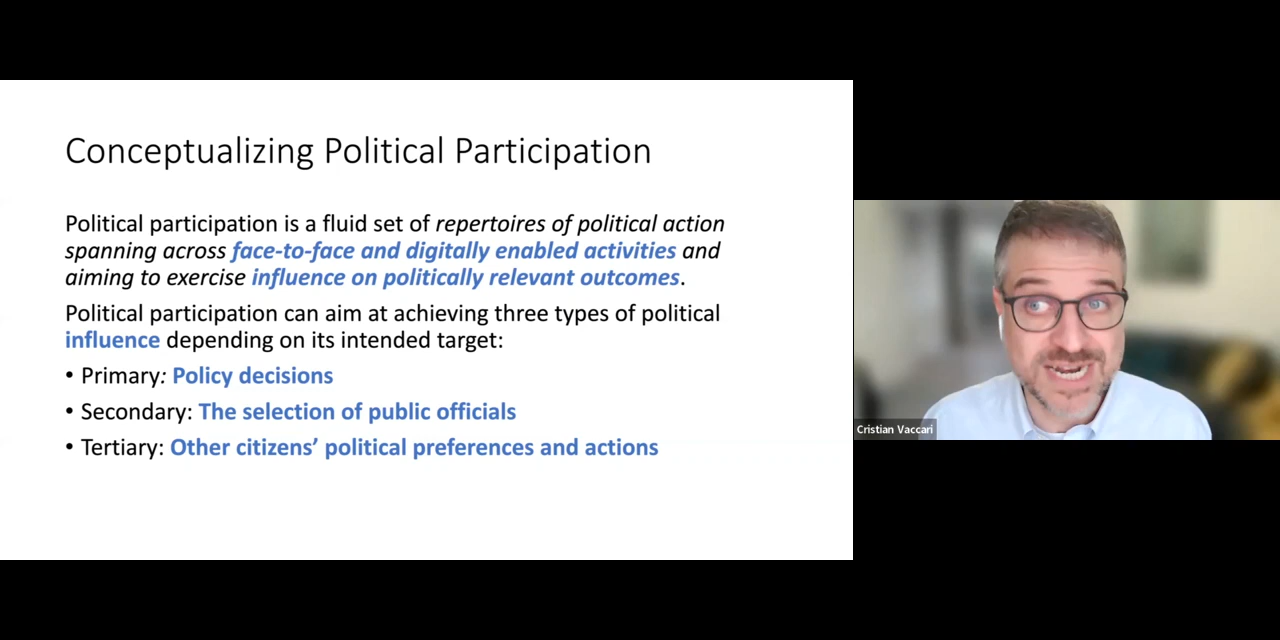 Conceptualizing Political Participation
Political participation is a fluid set of repertoires of political action
spanning across face-to-face and digitally enabled activities and
aiming to exercise influence on politically relevant outcomes.
Political participation can aim at achieving three types of political
influence depending on its intended target:
• Primary: Policy decisions
• Secondary: The selection of public officials
• Tertiary: Other citizens’ political preferences and actions
Cristian Vaccari